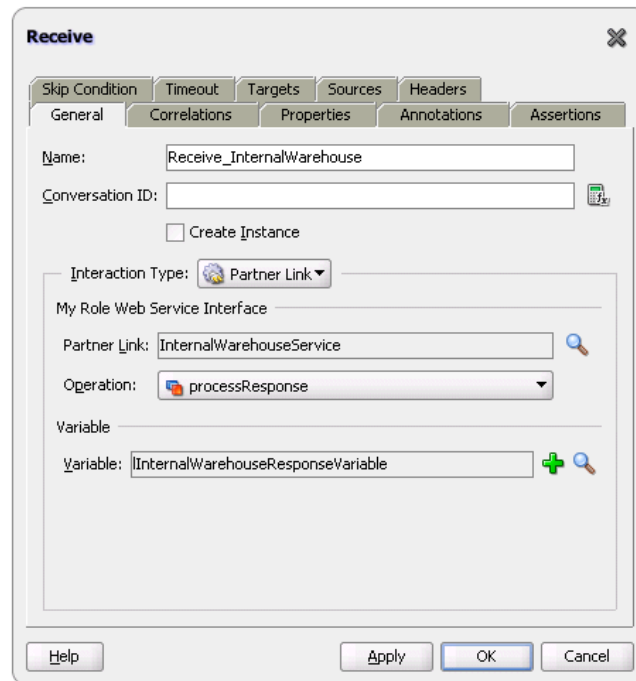 Receive
Skip Condition Timeout Targets Sources Headers
General Correlations Properties Annotations Assertions
Name: Receive_InternalWarehouse
Conversation ID:
Create Instance
Interaction Type: Partner Link
My Role Web Service Interface
Partner Link: InternalWarehouseService
Operation: processResponse
Variable
Variable: lInternalWarehouseResponseVariable
Help Apply OK Cancel